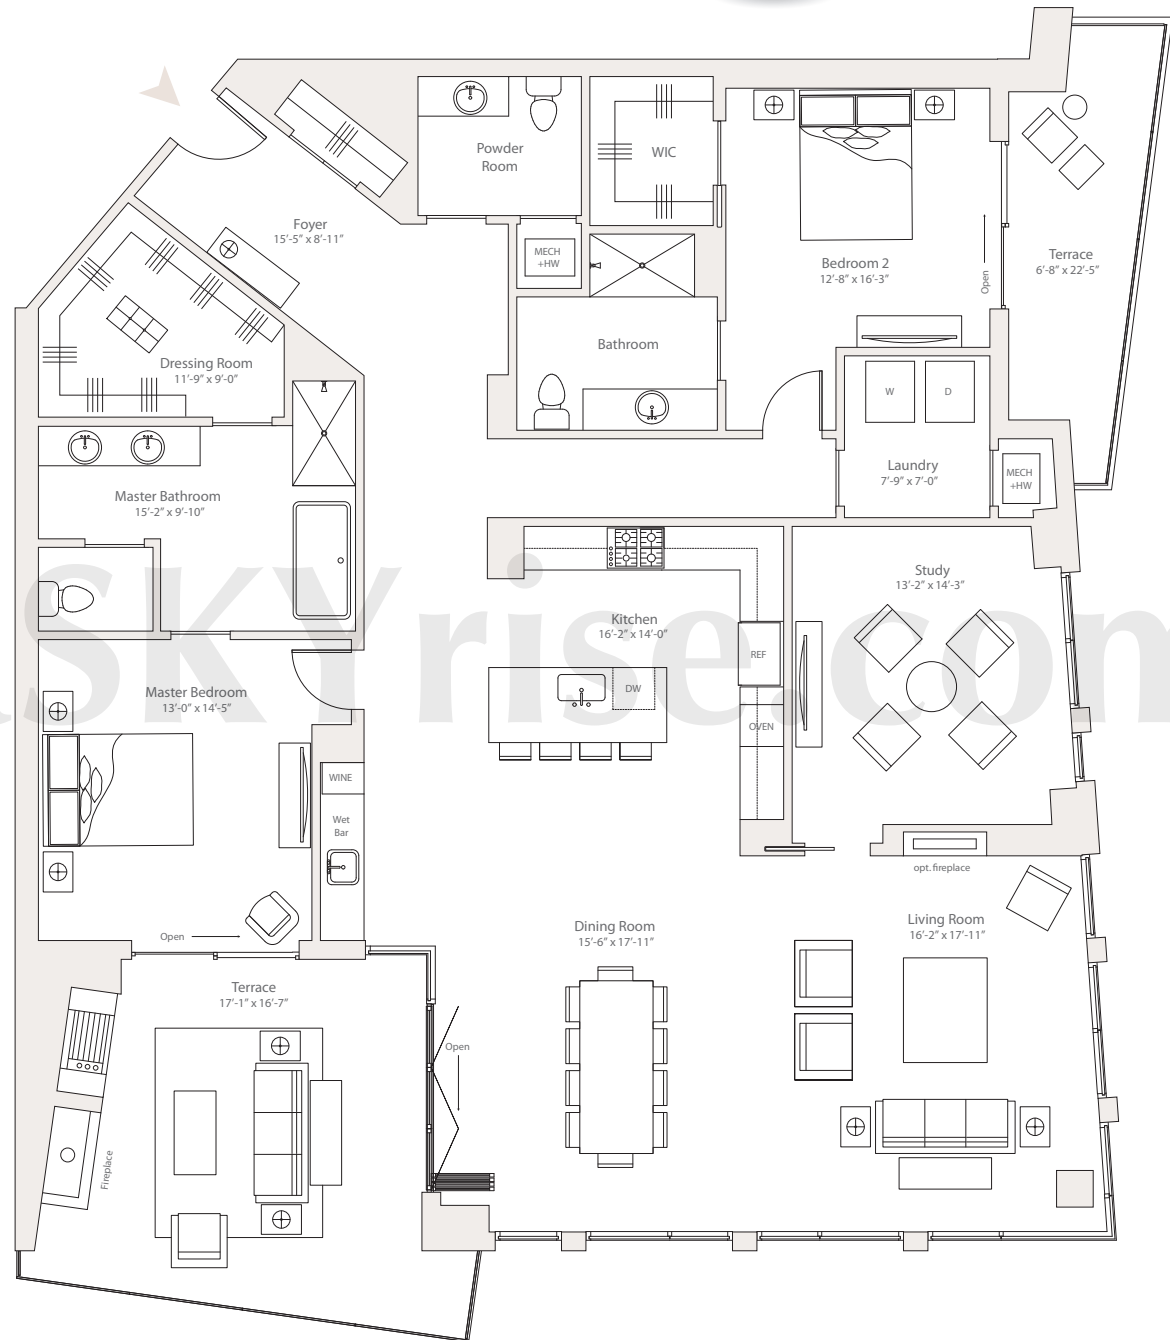 Powder
Room
WIC
Foyer
15'-5" x 8'-11"
MECH
+HW
Bedroom 2
12'-8" x 16'-3"
Open
Terrace
6'-8" x 22'-5"
Bathroom
Dressing Room
11'-9" x 9'-0"
W
D
Laundry
7'-9" x 7'-0"
MECH
+HW
Master Bathroom
15'-2" x 9'-10"
Study
13'-2" x 14'-3"
Kitchen
16'-2" x 14'-0"
REF
DW
OVEN
SKYrise.com
Master Bedroom
13'-0" x 14'-5"
WINE
Wet
Bar
opt. fireplace
Open
Dining Room
15'-6" x 17'-11"
Living Room
16'-2" x 17'-11"
Terrace
17'-1" x 16'-7"
Open
Fireplace